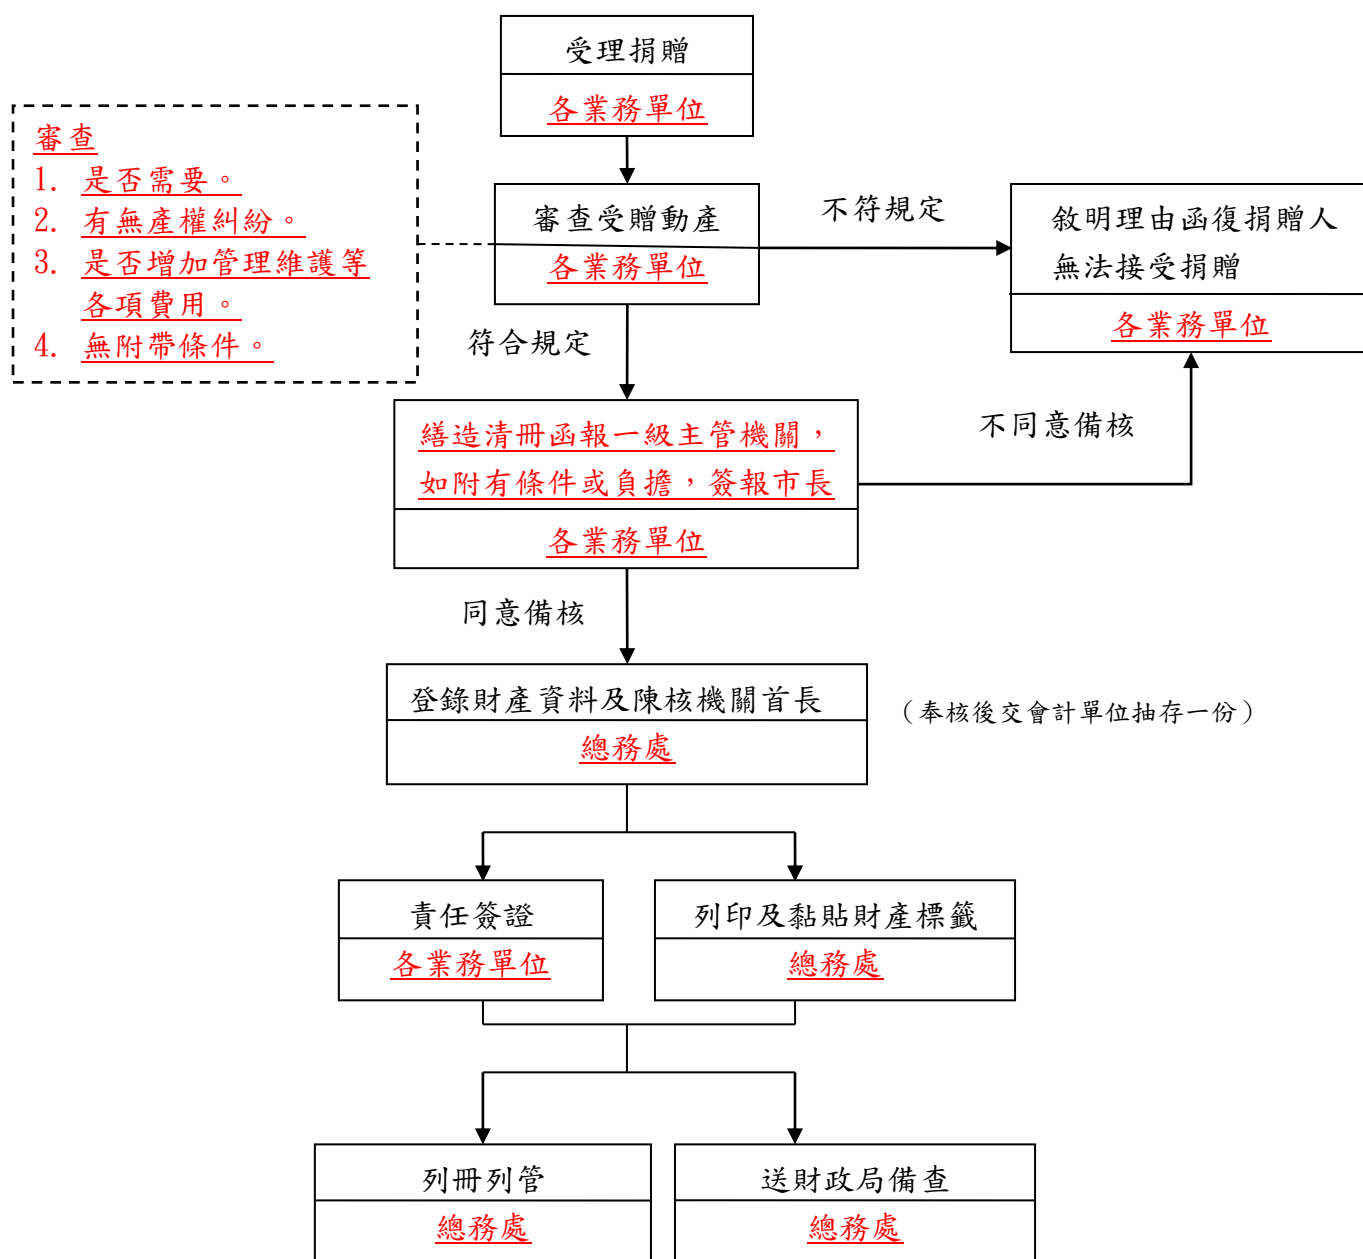 受理捐贈
各業務單位
審查
1. 是否需要。
2. 有無產權糾紛。
3. 是否增加管理維護等
各項費用。
4. 無附帶條件。
審查受贈動產
各業務單位
不符規定
敘明理由函復捐贈人
無法接受捐贈
各業務單位
符合規定
繕造清冊函報一級主管機關，
如附有條件或負擔，簽報市長
各業務單位
不同意備核
同意備核
登錄財產資料及陳核機關首長
總務處
（奉核後交會計單位抽存一份）
責任簽證
各業務單位
列印及黏貼財產標籤
總務處
列冊列管
總務處
送財政局備查
總務處